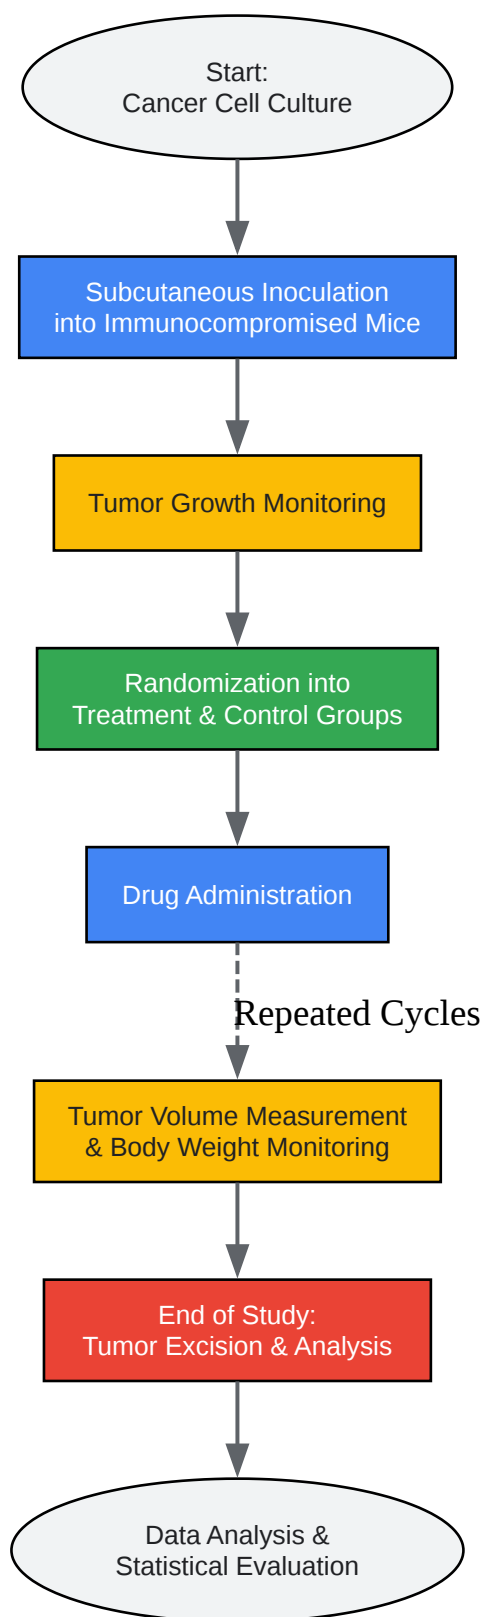 Start:
Cancer Cell Culture
Subcutaneous Inoculation
into Immunocompromised Mice
Tumor Growth Monitoring
Randomization into
Treatment & Control Groups
Drug Administration
Repeated Cycles
Tumor Volume Measurement
& Body Weight Monitoring
End of Study:
Tumor Excision & Analysis
Data Analysis &
Statistical Evaluation